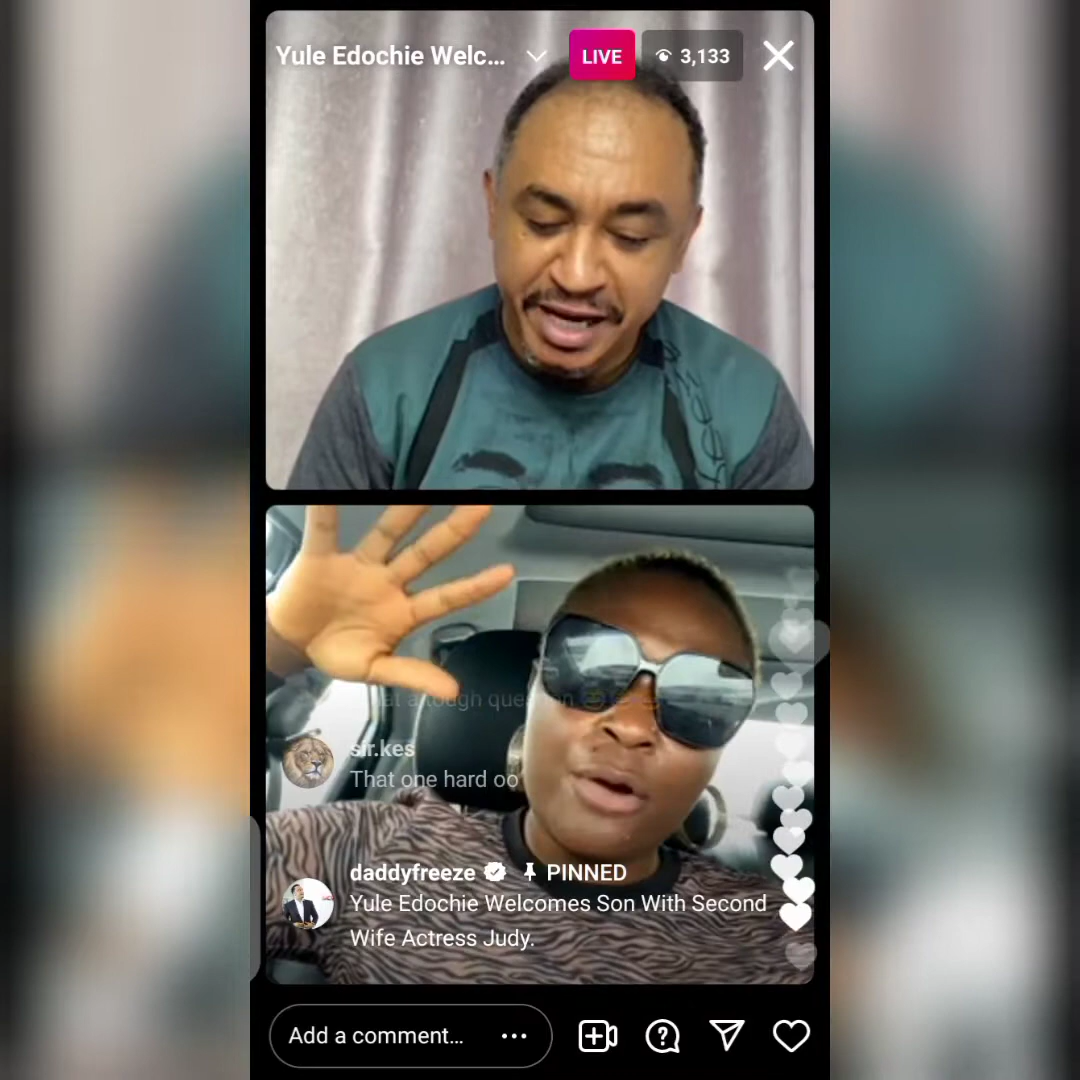 Yule Edochie Welc...
LIVE
3,133
sir.kes
That one hard oo
daddyfreeze PINNED
Yule Edochie Welcomes Son With Second
Wife Actress Judy.
Add a comment...